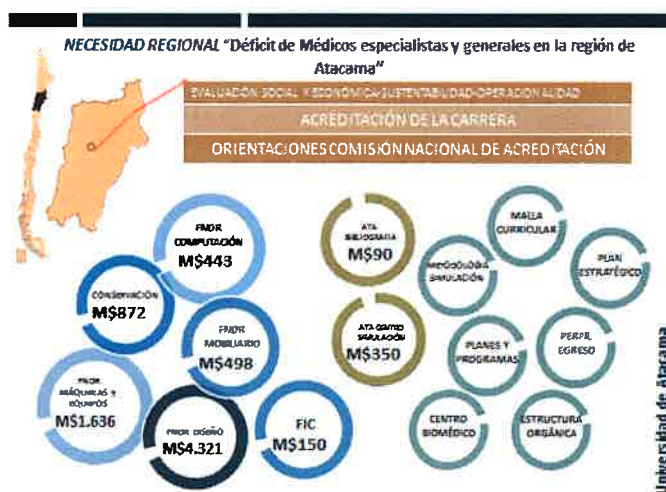 NECESIDAD REGIONAL "Déficit de Médicos especialistas y generales en la región de
Atacama"
EVALUACIÓN SOCIAL Y ECONÓMICA-SUSTENTABILIDAD-OPERACIONALIDAD
ACREDITACIÓN DE LA CARRERA
ORIENTACIONES COMISIÓN NACIONAL DE ACREDITACIÓN
FNDR
COMPUTACIÓN
M$443
CONSERVACIÓN
M$872
FNDR
MOBILIARIO
M$498
FNDR
MÁQUINAS Y
EQUIPOS
M$1.636
FNDR DISEÑO
M$4.321
FIC
M$150
ATA
BIBLIOGRAFIA
M$90
ATA CENTRO
SIMULACIÓN
M$350
MALLA
CURRICULAR
METODOLOGIA
SIMULACIÓN
PLAN
ESTRATÉGICO
PLANES Y
PROGRAMAS
PERFIL
EGRESO
CENTRO
BIOMÉDICO
ESTRUCTURA
ORGÁNICA
Universidad de Atacama